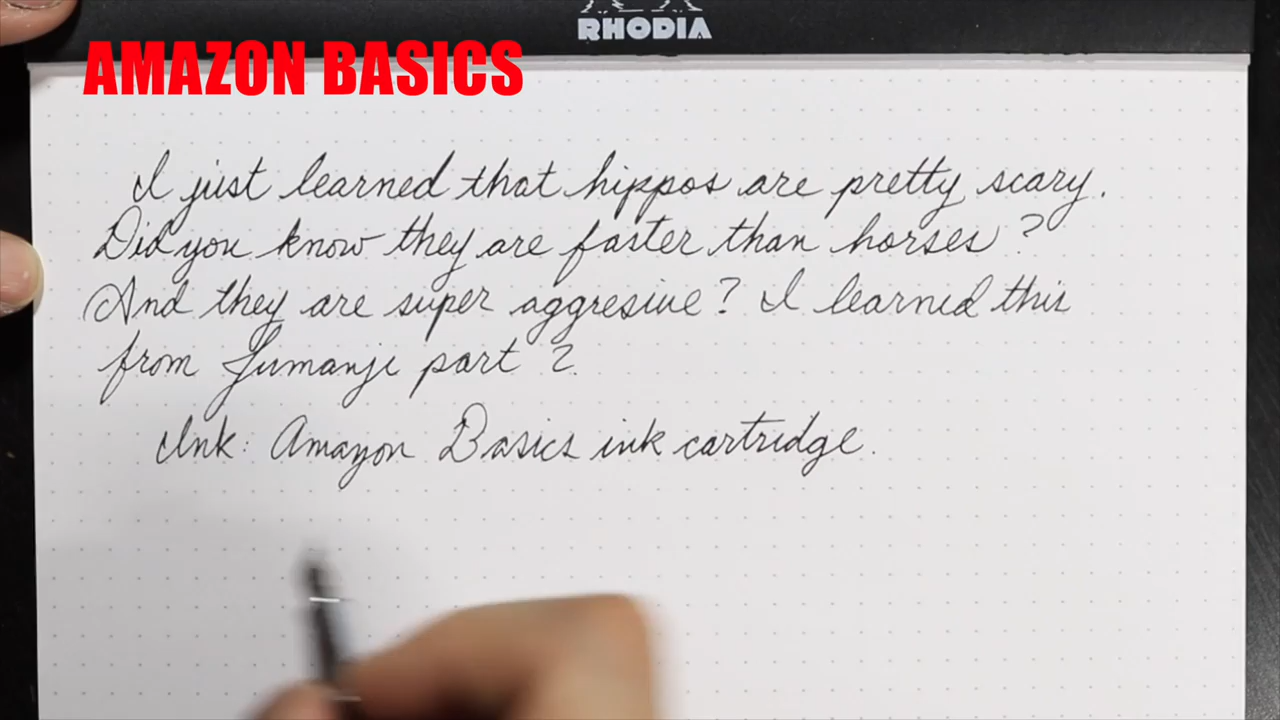 RHODIA
AMAZON BASICS
I just learned that hippos are pretty scary.
Did you know they are faster than horses?
And they are super aggresive? I learned this
from Jumanji part 2.
Ink: Amazon Basics ink cartridge.